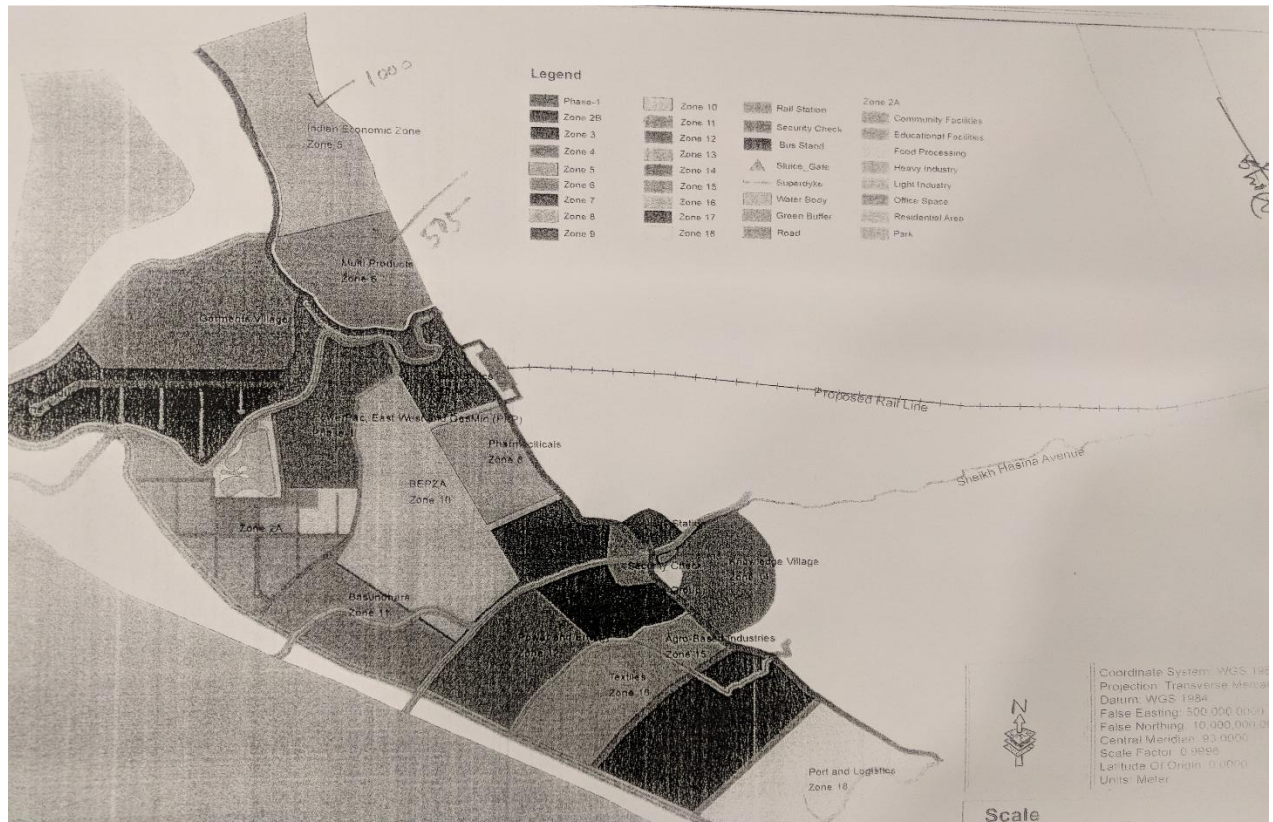 1000
Legend
Phase-1
Zone 2B
Zone 3
Zone 4
Zone 5
Zone 6
Zone 7
Zone 8
Zone 9
Zone 10
Zone 11
Zone 12
Zone 13
Zone 14
Zone 15
Zone 16
Zone 17
Zone 18
Rail Station
Security Check
Bus Stand
Sluice_Gate
Superdyke
Water Body
Green Buffer
Road
Zone 2A
Community Facilities
Educational Facilities
Food Processing
Heavy Industry
Light Industry
Office Space
Residential Area
Park
Indian Economic Zone
Zone 5
Multi Products
Zone 6
Garments Village
Proposed Rail Line
East West and GasMin (PPP)
Zone 8
BEPZA
Zone 10
Sheikh Hasina Avenue
Zone 2A
Security Check
Knowledge Village
Zone 11
Agro-Based Industries
Zone 15
Textiles
Zone 16
Port and Logistics
Zone 18
N
Coordinate System: WGS
Projection: Transverse
Datum: WGS 1984
False Easting: 500,000.0000
False Northing: 10,000,000
Central Meridian: 93.0000
Scale Factor: 0.9996
Latitude Of Origin: 0.0000
Units: Meter
Scale